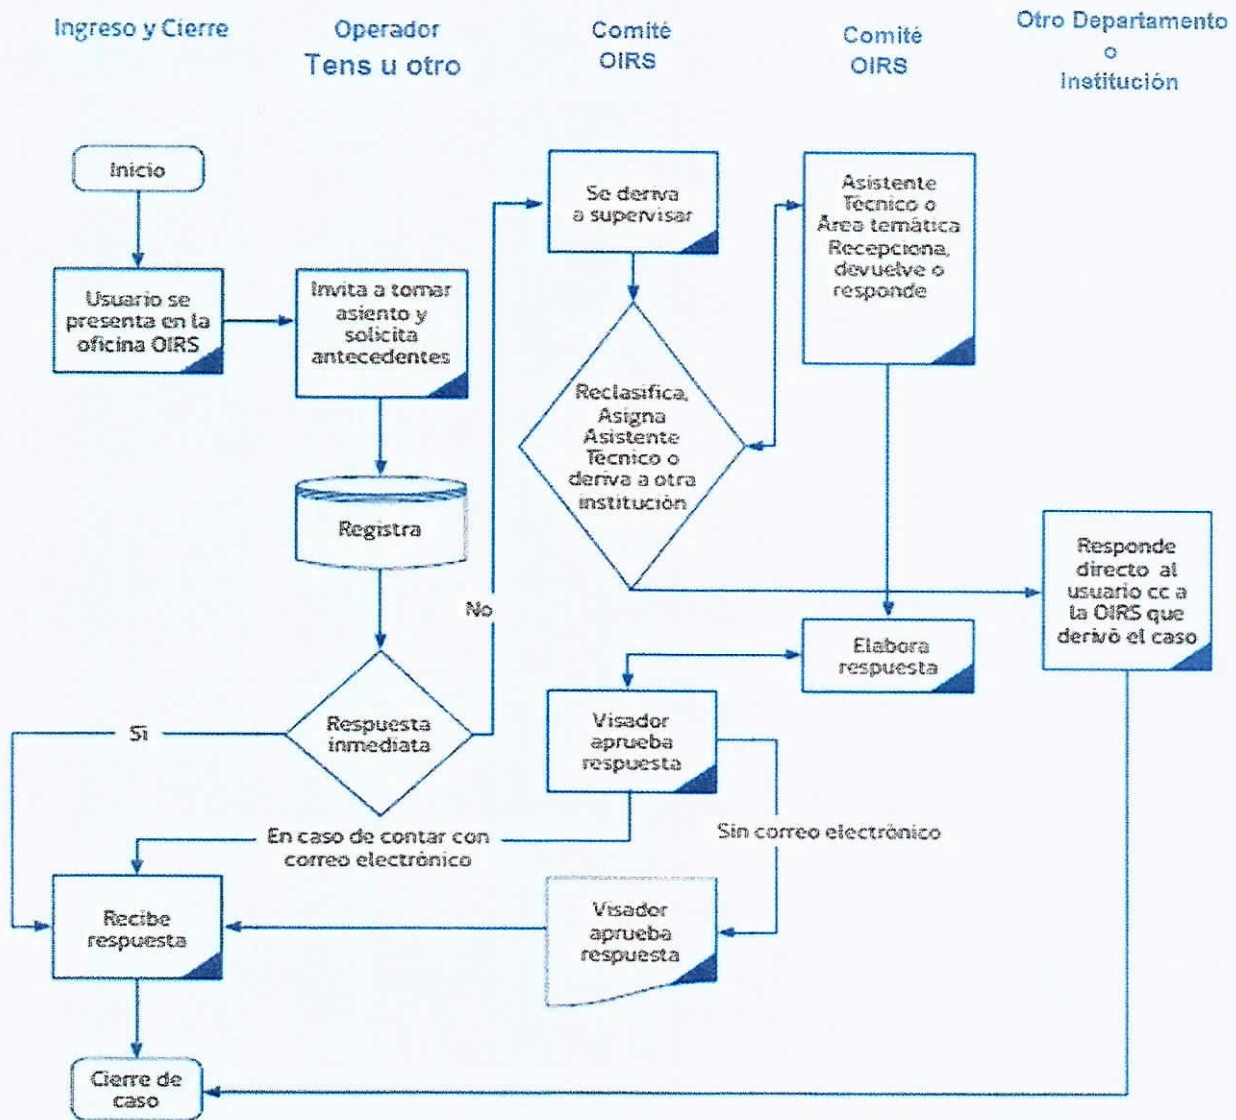 Ingreso y Cierre
Operador
Tens u otro
Comité
OIRS
Comité
OIRS
Otro Departamento
o
Institución
Inicio
Usuario se
presenta en la
oficina OIRS
Invita a tomar
asiento y
solicita
antecedentes
Registra
Respuesta
inmediata
Sì
No
Se deriva
a supervisar
Reclasifica,
Asigna
Asistente
Técnico o
deriva a otra
institución
Asistente
Técnico o
Área temática
Recepciona,
devuelve o
responde
Elabora
respuesta
Responde
directo al
usuario cc a
la OIRS que
derivó el caso
Visador
aprueba
respuesta
En caso de contar con
correo electrónico
Sin correo electrónico
Visador
aprueba
respuesta
Recibe
respuesta
Cierre de
caso